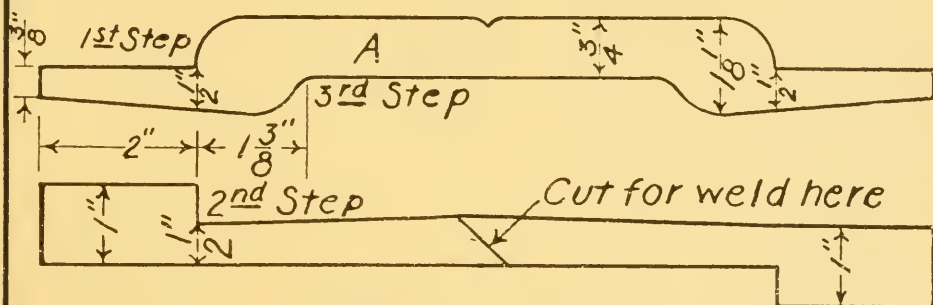 3/8"
1st Step
A
1/2"
3/4"
1 1/8"
1/2"
3rd Step
2"
1 3/8"
2nd Step
Cut for weld here
1"
1/2"
1"